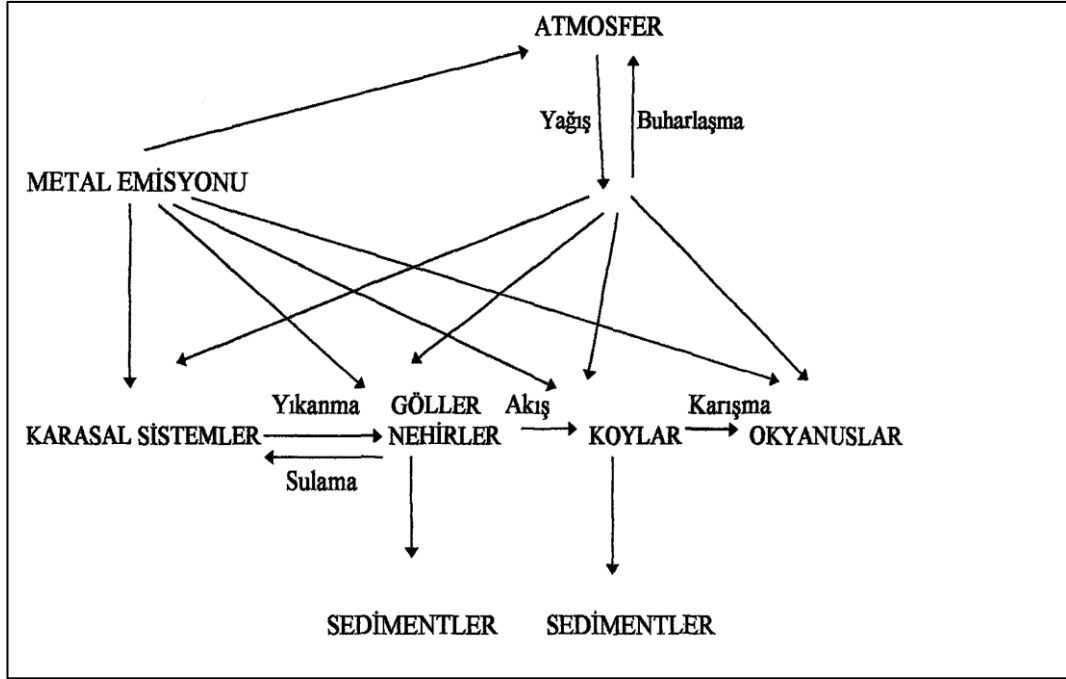 ATMOSFER
Yağış Buharlaşma
METAL EMİSYONU
Yıkanma GÖLLER Akış Karışma
KARASAL SİSTEMLER NEHİRLER KOYLAR OKYANUSLAR
Sulama
SEDİMENTLER SEDİMENTLER